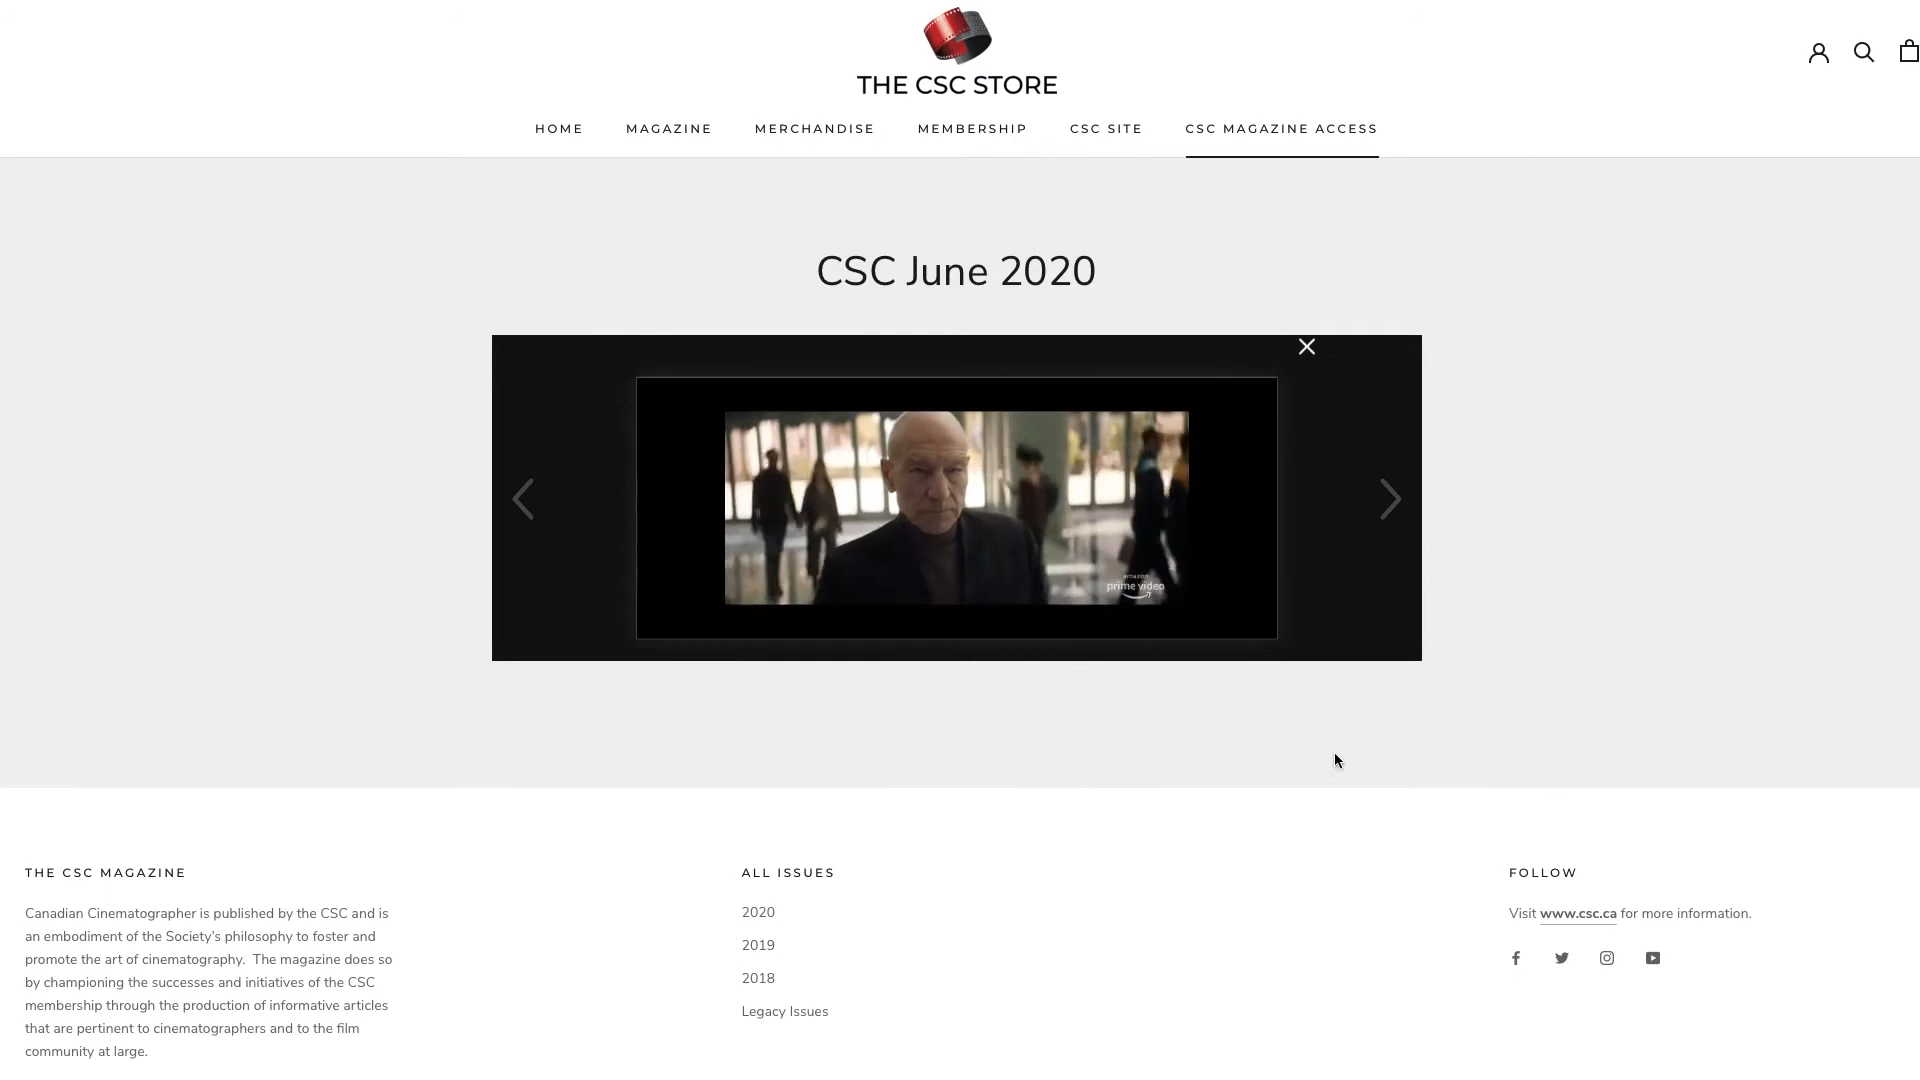 THE CSC STORE
HOME
MAGAZINE
MERCHANDISE
MEMBERSHIP
CSC SITE
CSC MAGAZINE ACCESS
CSC June 2020
amazon
prime video
THE CSC MAGAZINE
Canadian Cinematographer is published by the CSC and is
an embodiment of the Society’s philosophy to foster and
promote the art of cinematography.  The magazine does so
by championing the successes and initiatives of the CSC
membership through the production of informative articles
that are pertinent to cinematographers and to the film
community at large.
ALL ISSUES
2020
2019
2018
Legacy Issues
FOLLOW
Visit www.csc.ca for more information.